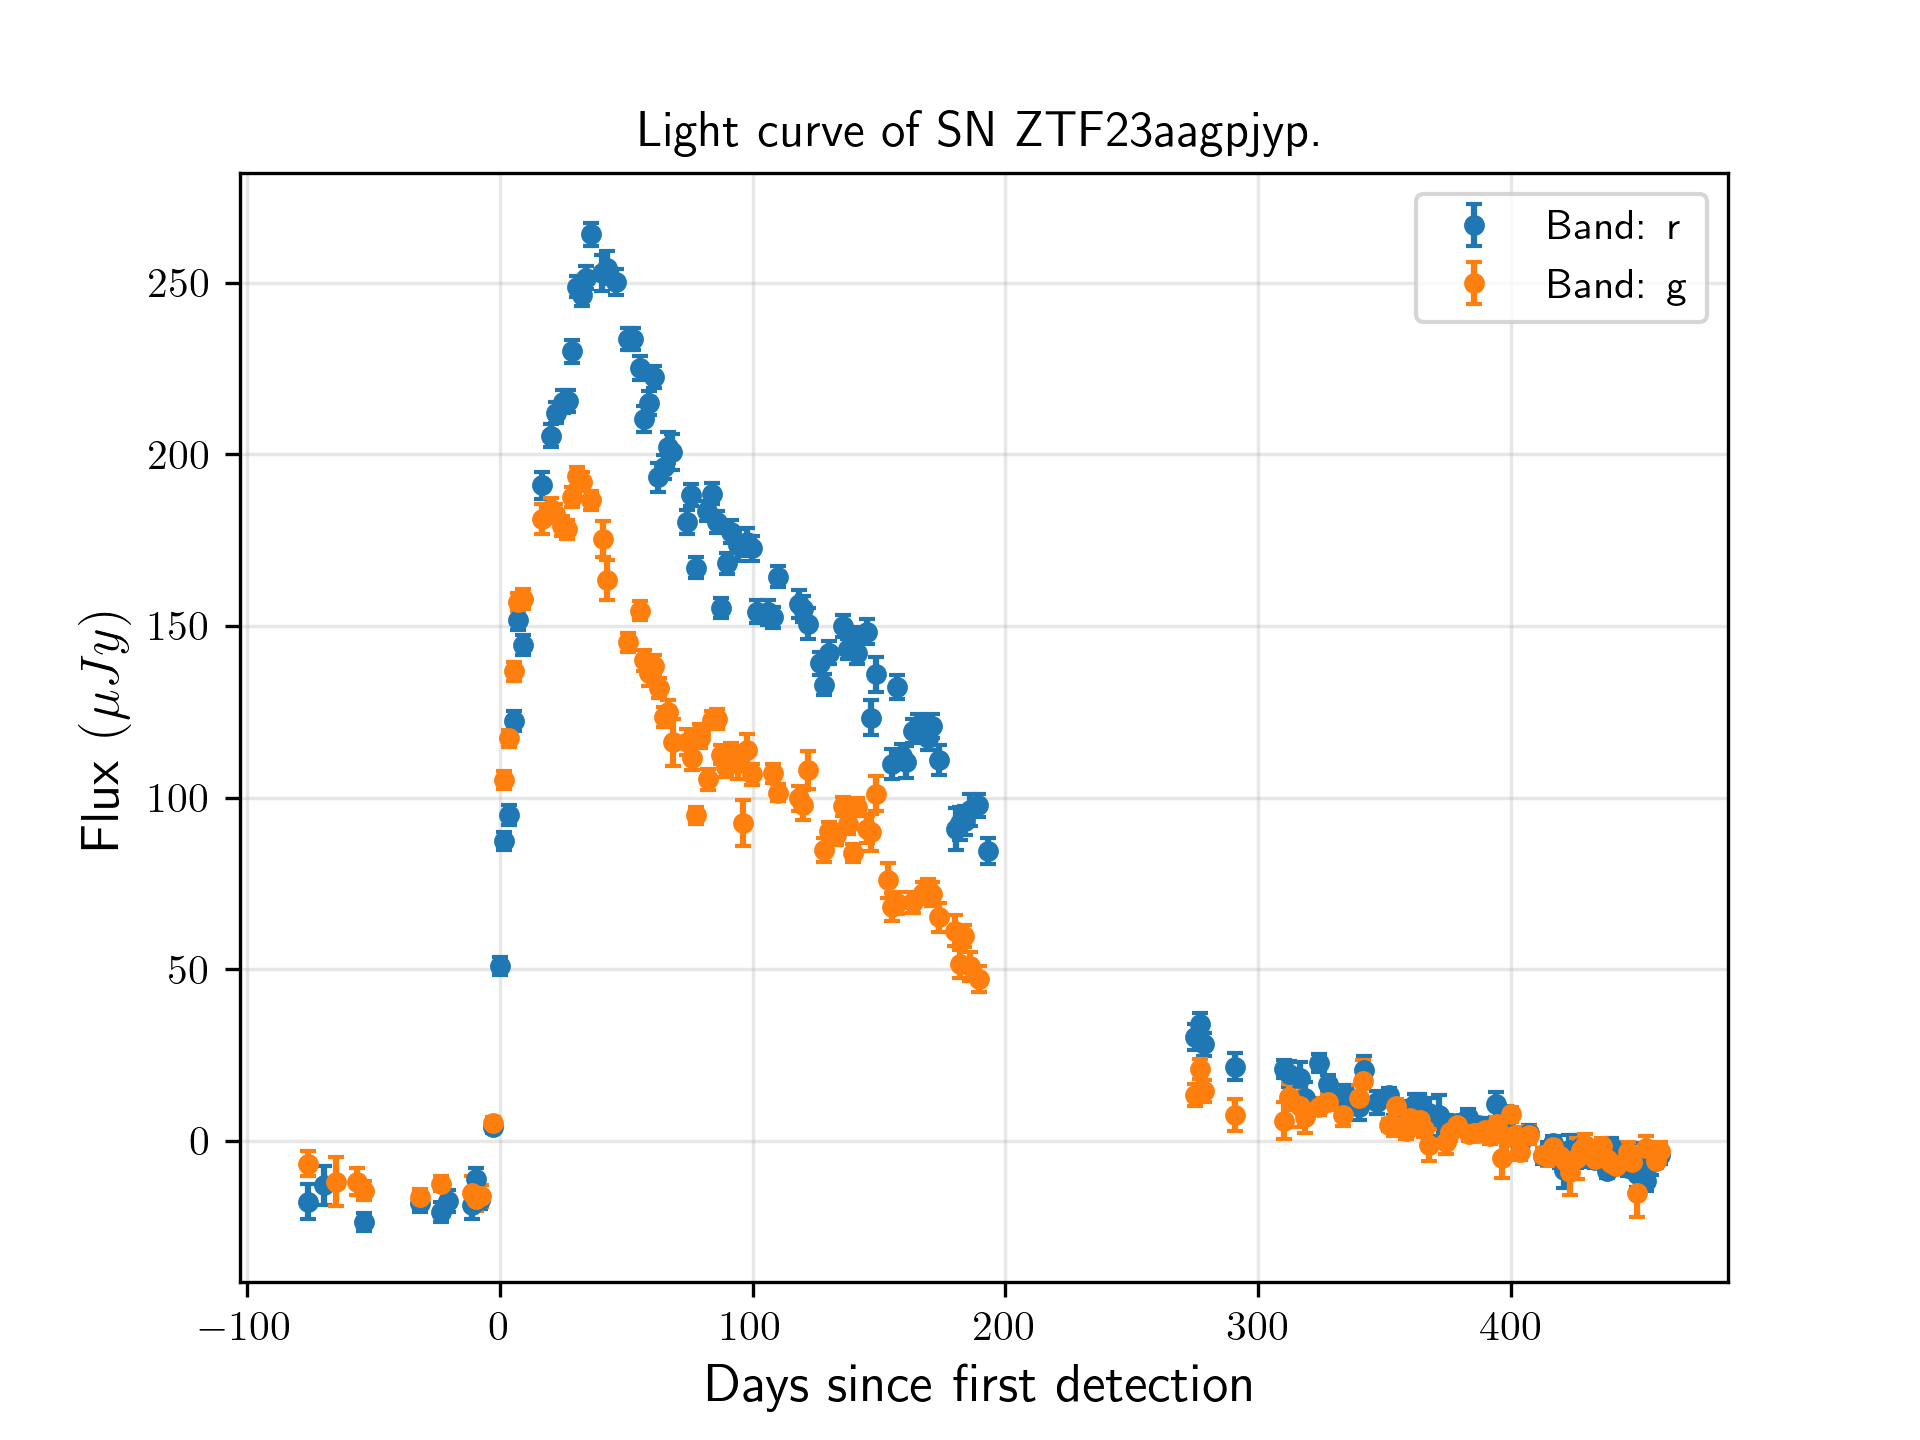 Light curve of SN ZTF23aagpjyp.
Band: r
Band: g
Flux (μJy)
250
200
150
100
50
0
−100 0 100 200 300 400
Days since first detection